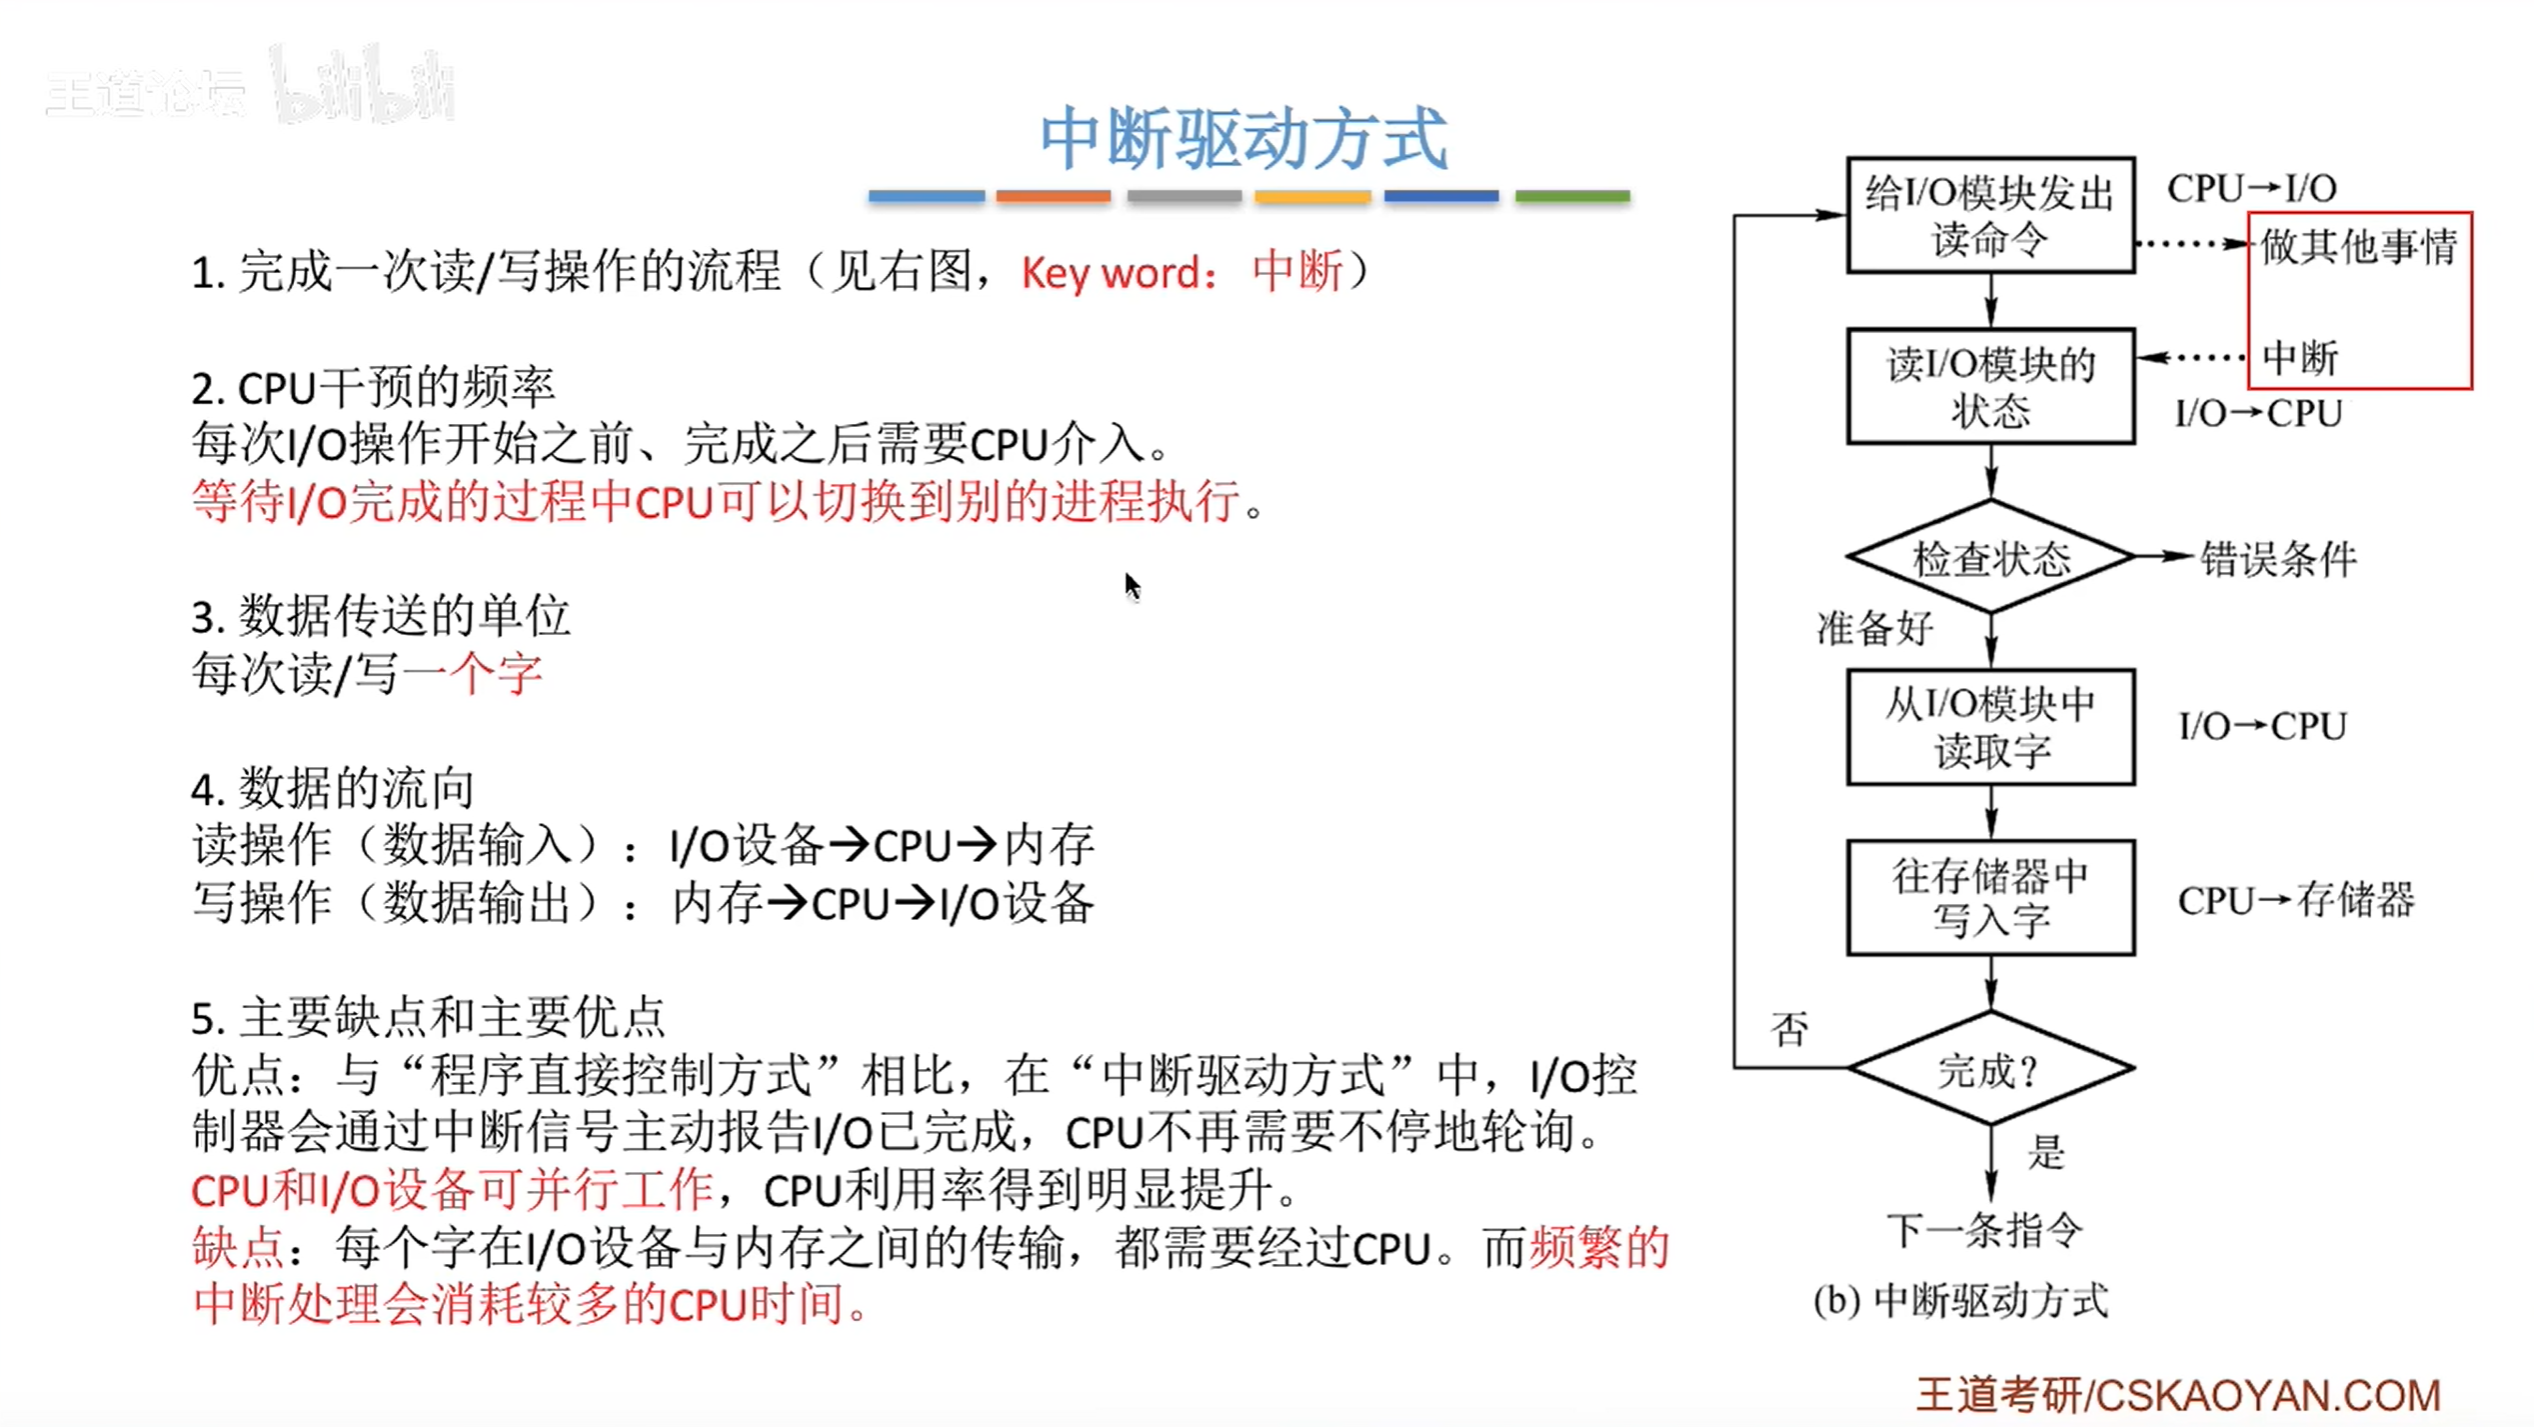 王道论坛 bilibili
中断驱动方式
1. 完成一次读/写操作的流程（见右图，Key word：中断）
2. CPU干预的频率
每次I/O操作开始之前、完成之后需要CPU介入。
等待I/O完成的过程中CPU可以切换到别的进程执行。
3. 数据传送的单位
每次读/写一个字
4. 数据的流向
读操作（数据输入）：I/O设备→CPU→内存
写操作（数据输出）：内存→CPU→I/O设备
5. 主要缺点和主要优点
优点：与“程序直接控制方式”相比，在“中断驱动方式”中，I/O控
制器会通过中断信号主动报告I/O已完成，CPU不再需要不停地轮询。
CPU和I/O设备可并行工作，CPU利用率得到明显提升。
缺点：每个字在I/O设备与内存之间的传输，都需要经过CPU。而频繁的
中断处理会消耗较多的CPU时间。
给I/O模块发出
读命令
CPU→I/O
做其他事情
读I/O模块的
状态
中断
I/O→CPU
检查状态
错误条件
准备好
从I/O模块中
读取字
I/O→CPU
往存储器中
写入字
CPU→存储器
否
完成？
是
下一条指令
(b) 中断驱动方式
王道考研/CSKAOYAN.COM